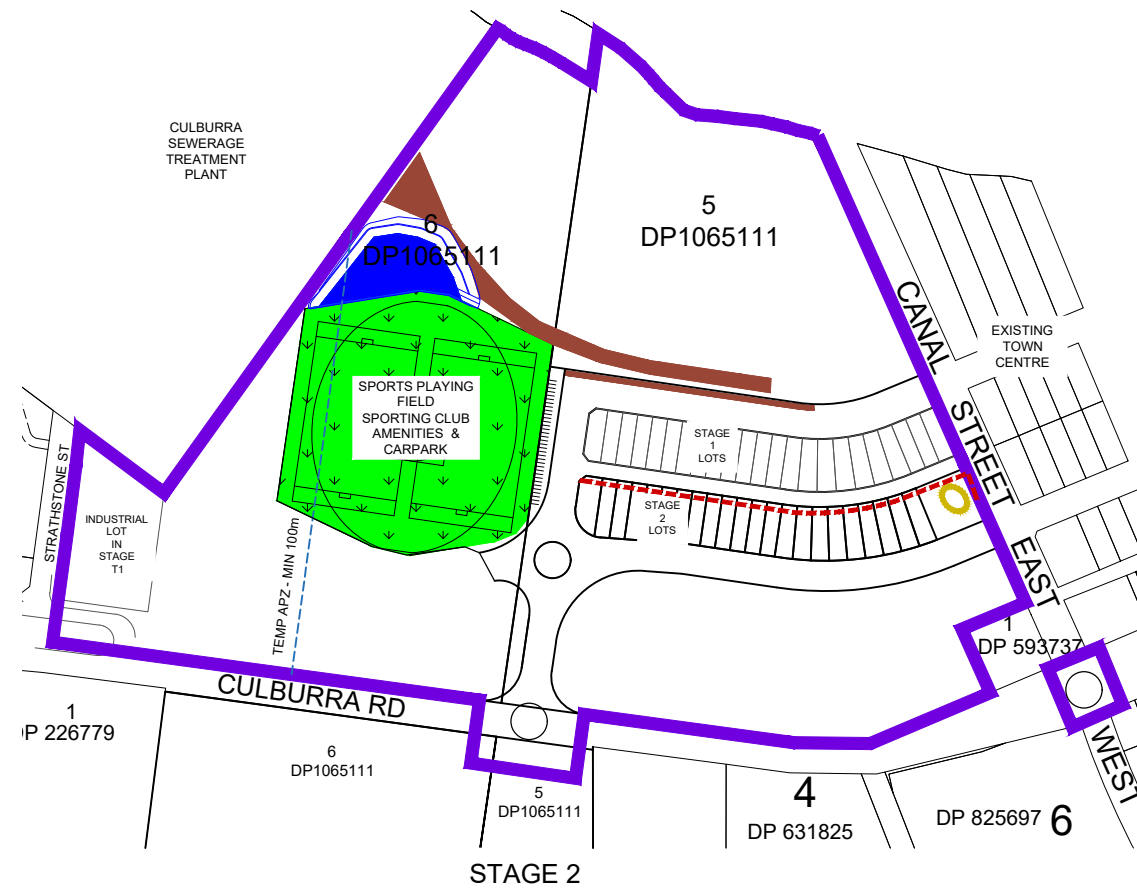 CULBURRA
SEWERAGE
TREATMENT
PLANT
5
DP1065111
6
DP1065111
CANAL
STREET
EAST
EXISTING
TOWN
CENTRE
SPORTS PLAYING
FIELD
SPORTING CLUB
AMENITIES &
CARPARK
STAGE
1
LOTS
STAGE
2
LOTS
STRATHSTONE ST
INDUSTRIAL
LOT
IN
STAGE
T1
TEMP APZ - MIN 100m
1
DP 593737
CULBURRA RD
1
DP 226779
6
DP1065111
5
DP1065111
4
DP 631825
DP 825697 6
WEST
STAGE 2